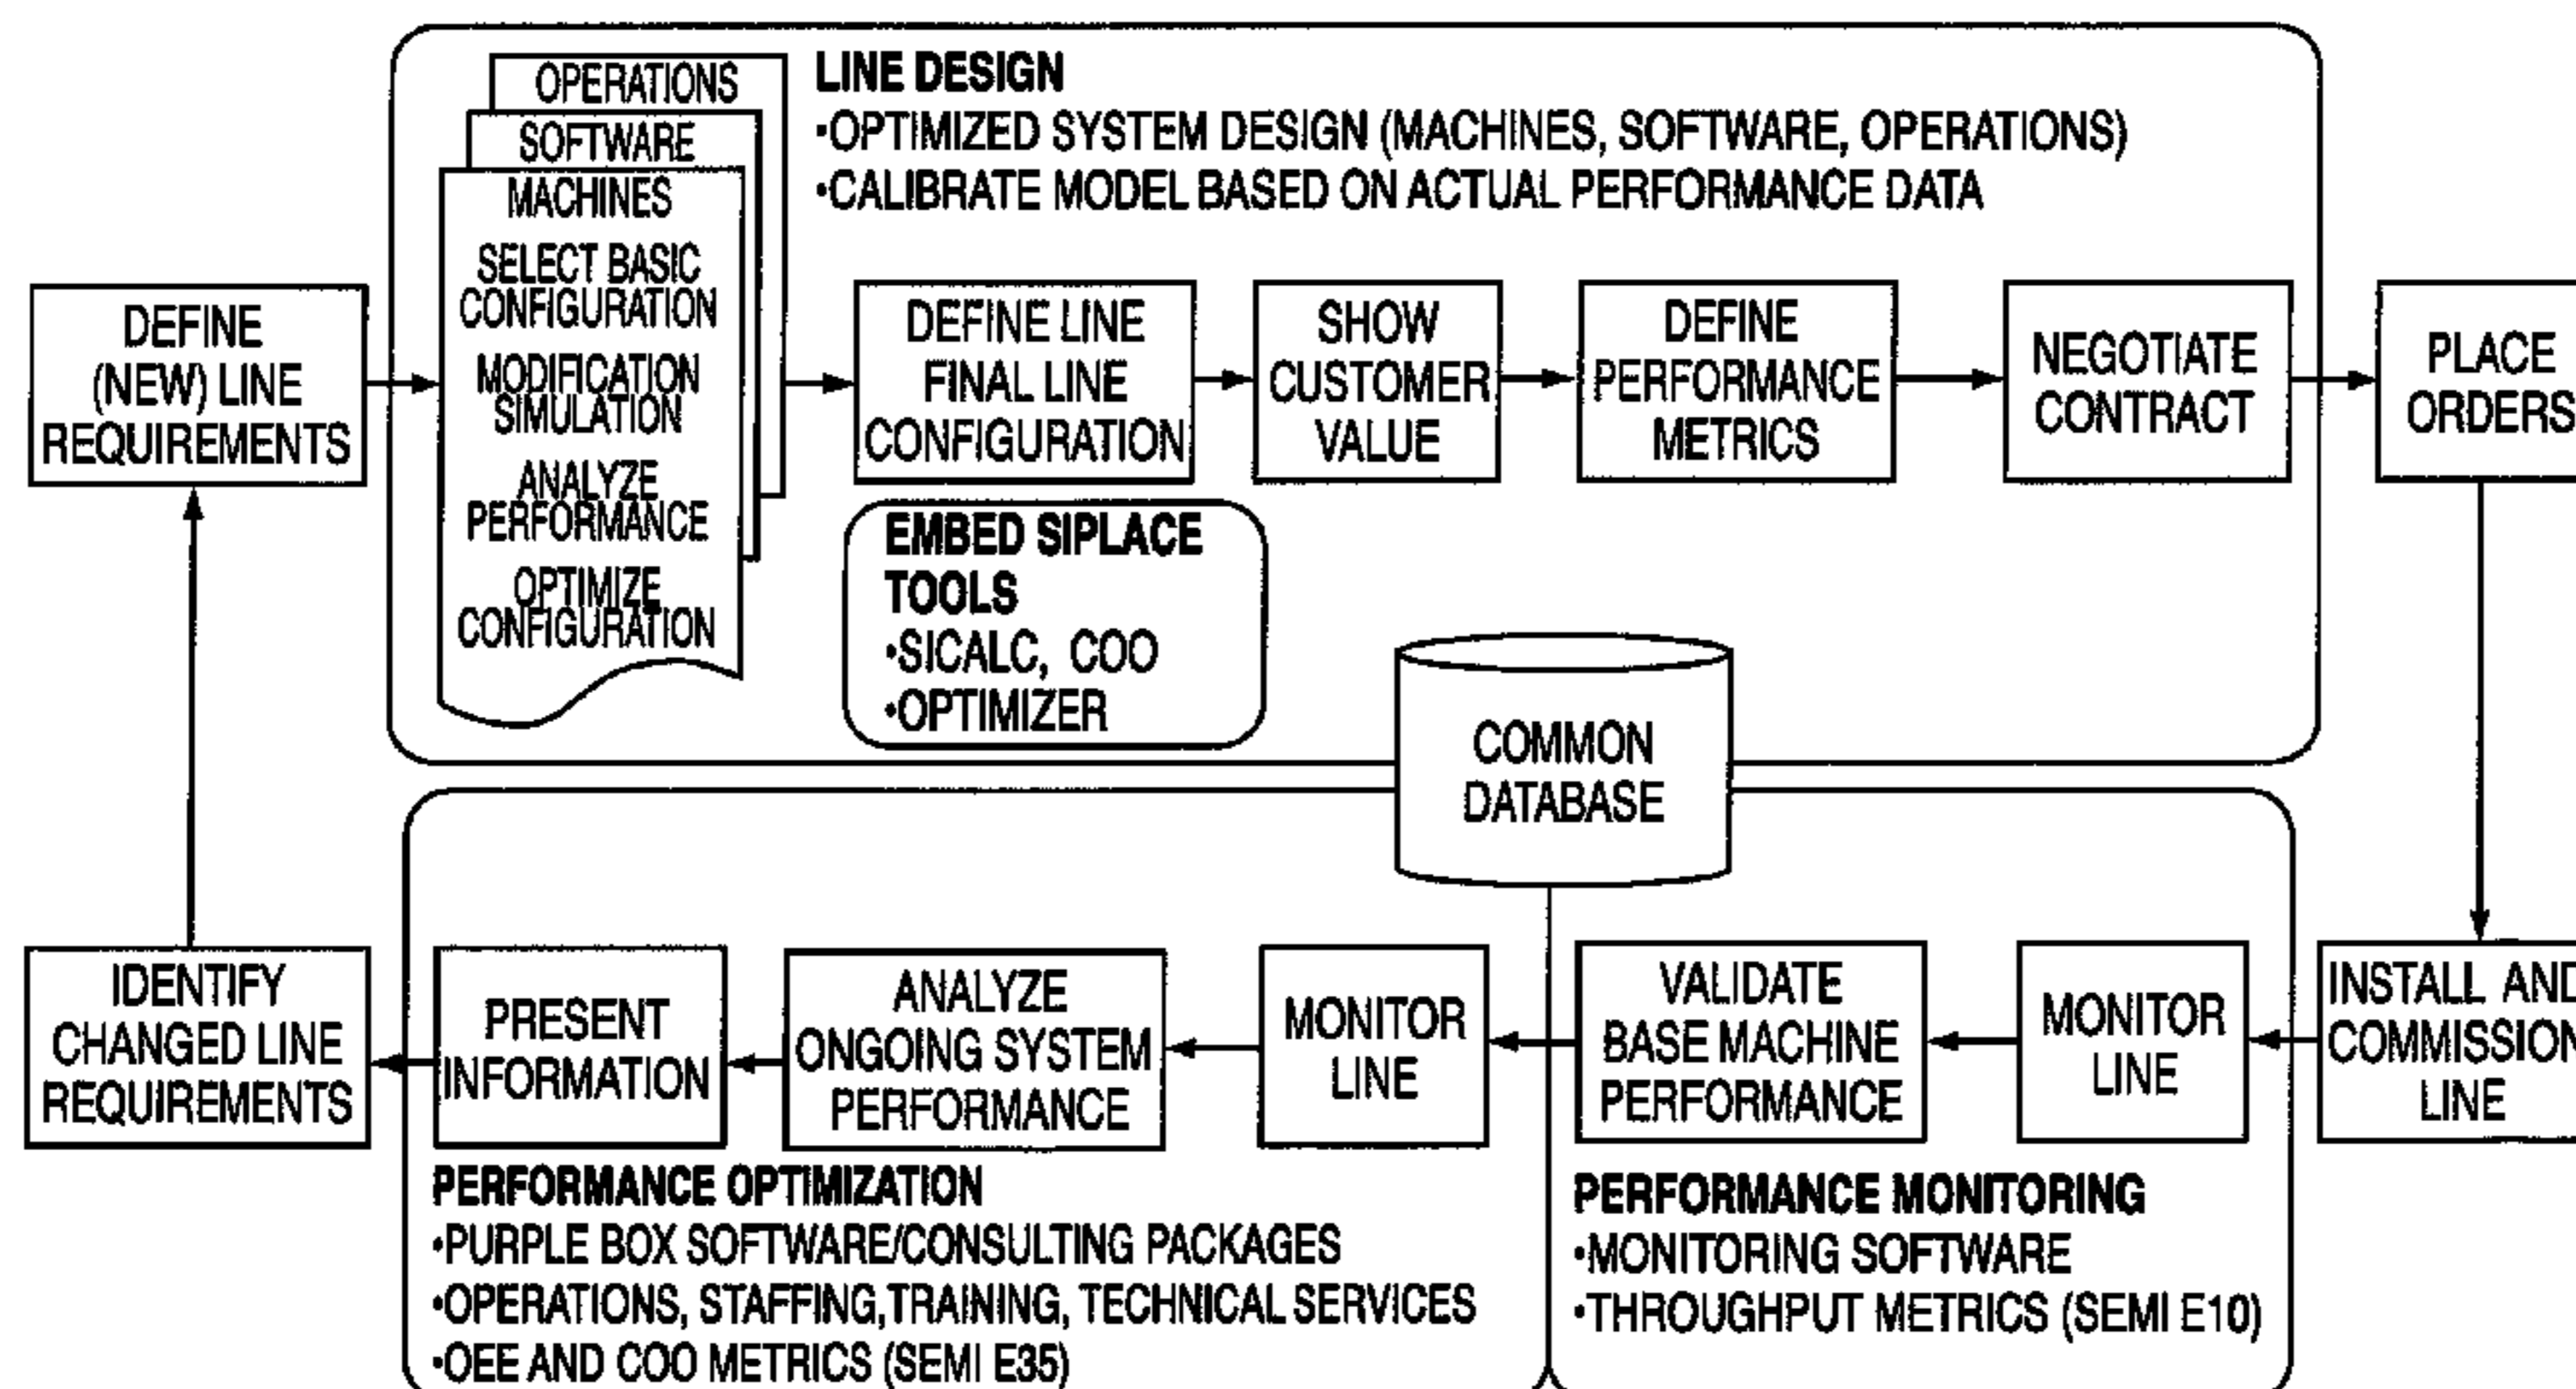 OPERATIONS
SOFTWARE
MACHINES
SELECT BASIC
CONFIGURATION
MODIFICATION
SIMULATION
ANALYZE
PERFORMANCE
OPTIMIZE
CONFIGURATION
LINE DESIGN
•OPTIMIZED SYSTEM DESIGN (MACHINES, SOFTWARE, OPERATIONS)
•CALIBRATE MODEL BASED ON ACTUAL PERFORMANCE DATA
DEFINE
(NEW) LINE
REQUIREMENTS
DEFINE LINE
FINAL LINE
CONFIGURATION
SHOW
CUSTOMER
VALUE
DEFINE
PERFORMANCE
METRICS
NEGOTIATE
CONTRACT
PLACE
ORDERS
EMBED SIPLACE
TOOLS
•SICALC, COO
•OPTIMIZER
COMMON
DATABASE
IDENTIFY
CHANGED LINE
REQUIREMENTS
PRESENT
INFORMATION
ANALYZE
ONGOING SYSTEM
PERFORMANCE
MONITOR
LINE
VALIDATE
BASE MACHINE
PERFORMANCE
MONITOR
LINE
INSTALL AND
COMMISSION
LINE
PERFORMANCE OPTIMIZATION
•PURPLE BOX SOFTWARE/CONSULTING PACKAGES
•OPERATIONS, STAFFING,TRAINING, TECHNICAL SERVICES
•OEE AND COO METRICS (SEMI E35)
PERFORMANCE MONITORING
•MONITORING SOFTWARE
•THROUGHPUT METRICS (SEMI E10)